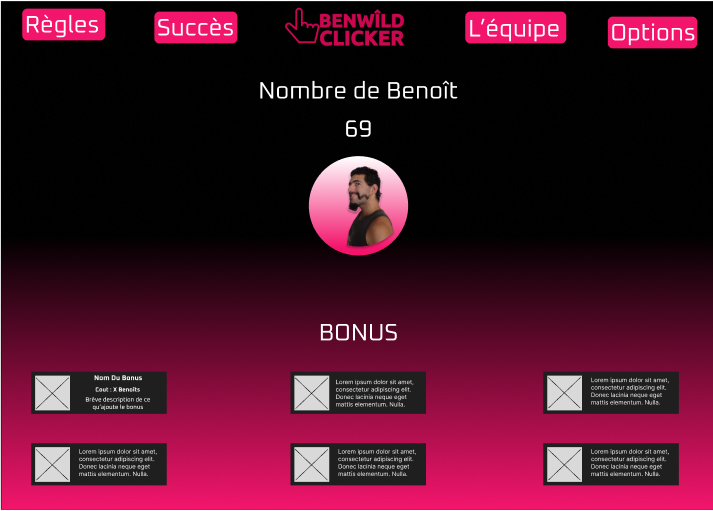 Règles
Succès
BENWÎLD
CLICKER
L’équipe
Options
Nombre de Benoît
69
BONUS
Nom Du Bonus
Cout : X Benoîts
Brève description de ce
qu’ajoute le bonus
Lorem ipsum dolor sit amet,
consectetur adipiscing elit.
Donec lacinia neque eget
mattis elementum. Nulla.
Lorem ipsum dolor sit amet,
consectetur adipiscing elit.
Donec lacinia neque eget
mattis elementum. Nulla.
Lorem ipsum dolor sit amet,
consectetur adipiscing elit.
Donec lacinia neque eget
mattis elementum. Nulla.
Lorem ipsum dolor sit amet,
consectetur adipiscing elit.
Donec lacinia neque eget
mattis elementum. Nulla.
Lorem ipsum dolor sit amet,
consectetur adipiscing elit.
Donec lacinia neque eget
mattis elementum. Nulla.